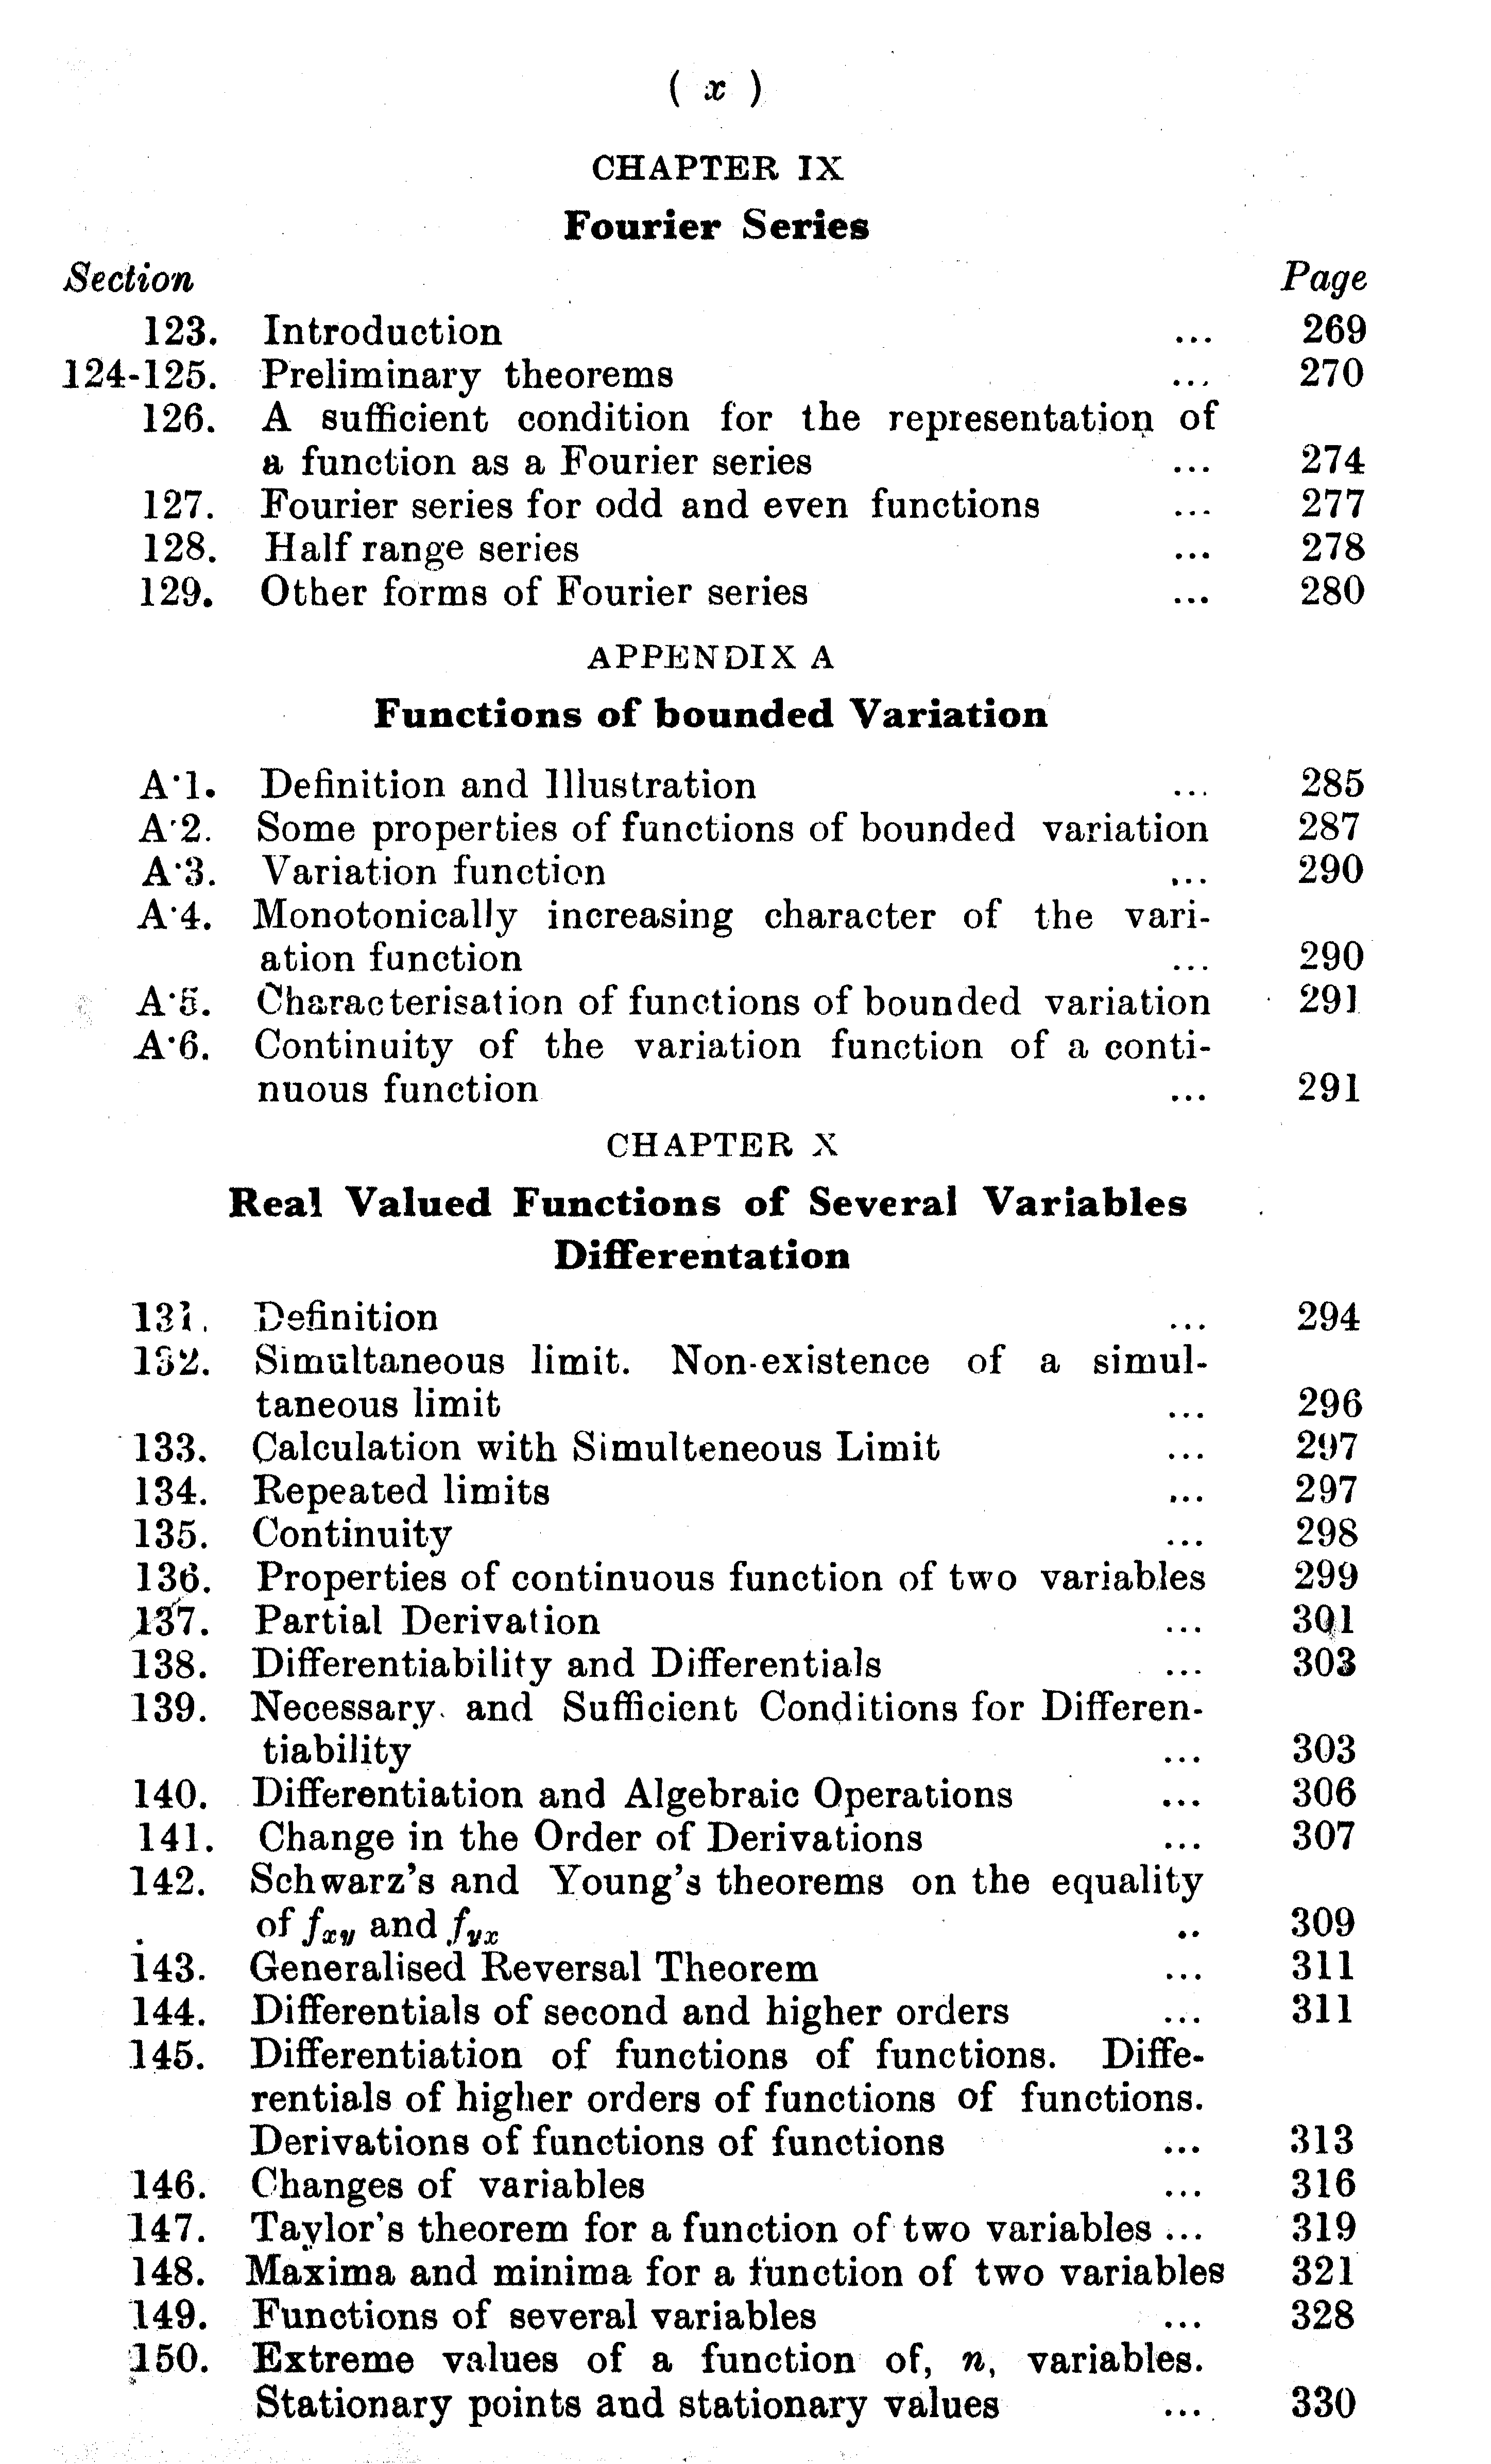 ( x )
CHAPTER IX
Fourier Series
Section Page
123. Introduction ... 269
124-125. Preliminary theorems ... 270
126. A sufficient condition for the representation of
a function as a Fourier series ... 274
127. Fourier series for odd and even functions ... 277
128. Half range series ... 278
129. Other forms of Fourier series ... 280
APPENDIX A
Functions of bounded Variation
A·1. Definition and Illustration ... 285
A·2. Some properties of functions of bounded variation 287
A·3. Variation function ... 290
A·4. Monotonically increasing character of the vari-
ation function ... 290
A·5. Characterisation of functions of bounded variation 291
A·6. Continuity of the variation function of a conti-
nuous function ... 291
CHAPTER X
Real Valued Functions of Several Variables
Differentation
131. Definition ... 294
132. Simultaneous limit. Non-existence of a simul-
taneous limit ... 296
133. Calculation with Simulteneous Limit ... 297
134. Repeated limits ... 297
135. Continuity ... 298
136. Properties of continuous function of two variables 299
137. Partial Derivation ... 301
138. Differentiability and Differentials ... 303
139. Necessary and Sufficient Conditions for Differen-
tiability ... 303
140. Differentiation and Algebraic Operations ... 306
141. Change in the Order of Derivations ... 307
142. Schwarz's and Young's theorems on the equality
of fxy and fyx .. 309
143. Generalised Reversal Theorem ... 311
144. Differentials of second and higher orders ... 311
145. Differentiation of functions of functions. Diffe-
rentials of higher orders of functions of functions.
Derivations of functions of functions ... 313
146. Changes of variables ... 316
147. Taylor's theorem for a function of two variables ... 319
148. Maxima and minima for a function of two variables 321
149. Functions of several variables ... 328
150. Extreme values of a function of, n, variables.
Stationary points and stationary values ... 330